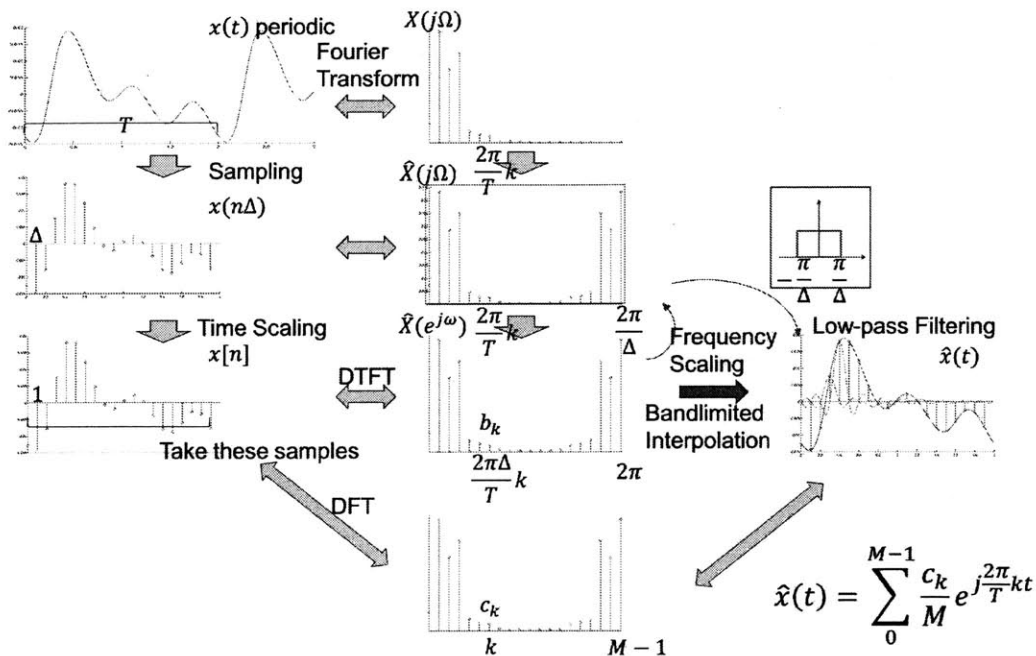 x(t) periodic
Fourier
Transform
X(jΩ)
T
2π/T k
Sampling
x(nΔ)
Δ
X̂(jΩ)
−π/Δ π/Δ
Time Scaling
x[n]
1
DTFT
X̂(e^{jω})
2π/T k
2π/Δ
Frequency
Scaling
Bandlimited
Interpolation
Low-pass Filtering
x̂(t)
b_k
Take these samples
2πΔ/T k
2π
DFT
c_k
k
M − 1
x̂(t) = ∑_{0}^{M−1} c_k/M e^{j 2π/T kt}